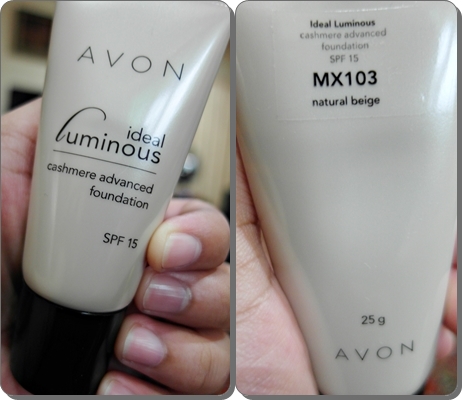 AVON
ideal
luminous
cashmere advanced
foundation
SPF 15
Ideal Luminous
cashmere advanced
foundation
SPF 15
MX103
natural beige
25 g
AVON